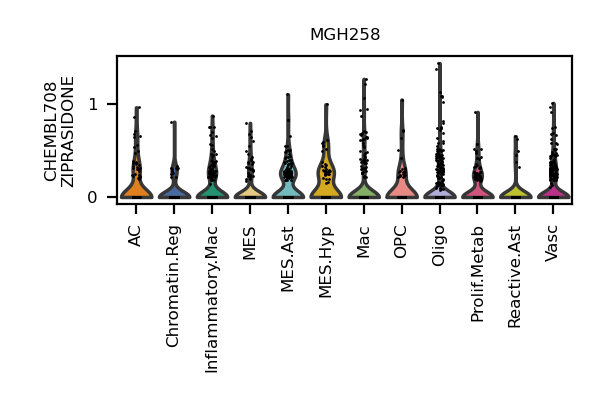 MGH258
CHEMBL708
ZIPRASIDONE
1
0
AC
Chromatin.Reg
Inflammatory.Mac
MES
MES.Ast
MES.Hyp
Mac
OPC
Oligo
Prolif.Metab
Reactive.Ast
Vasc